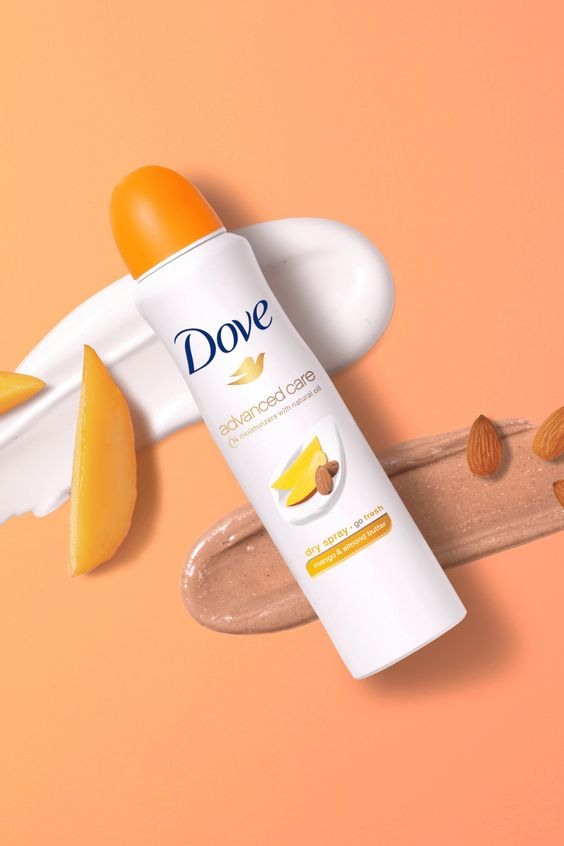 Dove
advanced care
¼ moisturizers with natural oil
dry spray • go fresh
mango & almond butter